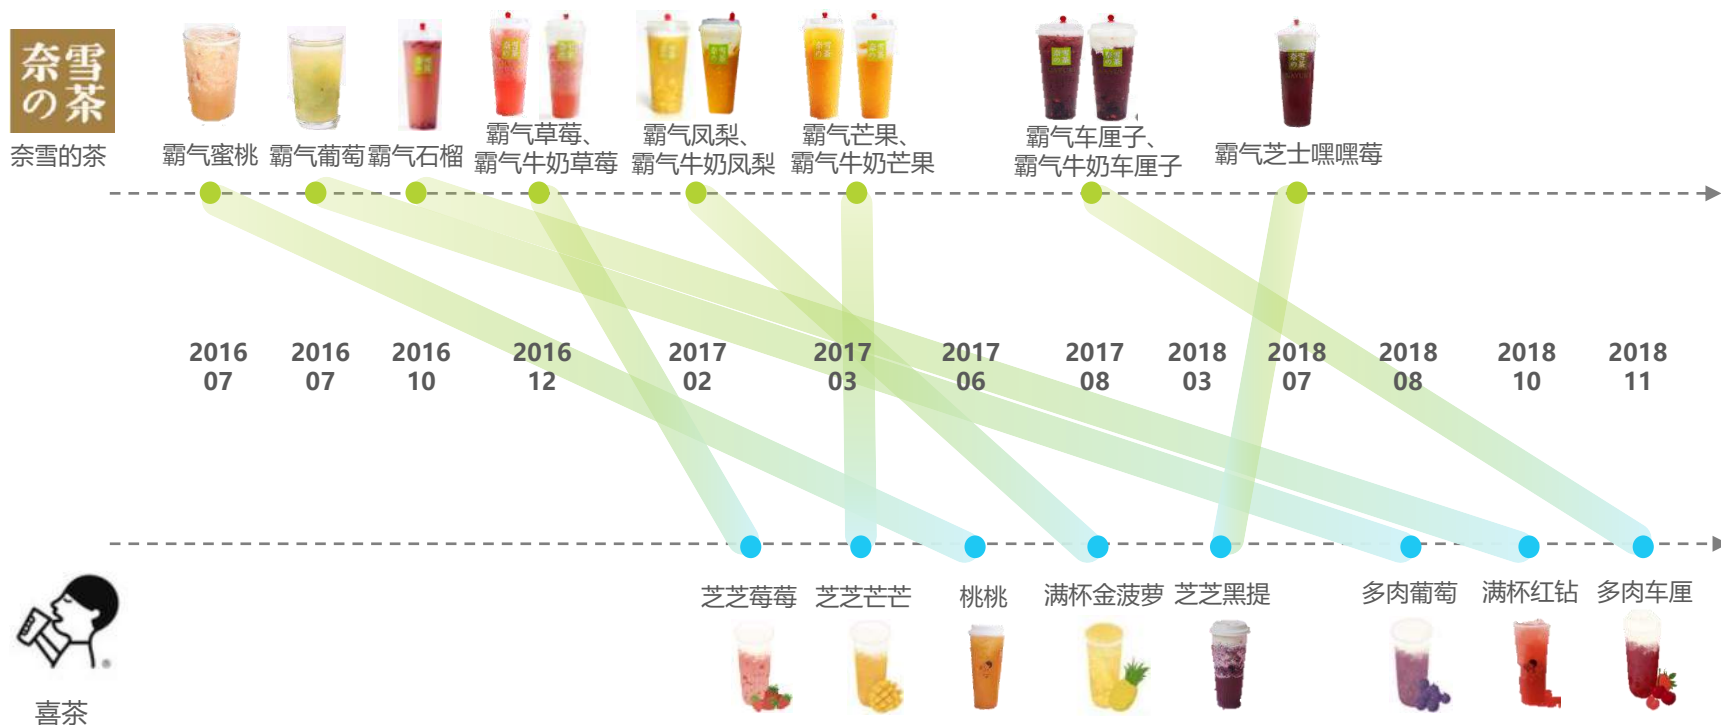 奈雪
の茶
奈雪的茶
霸气蜜桃
霸气葡萄
霸气石榴
霸气草莓、
霸气牛奶草莓
霸气凤梨、
霸气牛奶凤梨
霸气芒果、
霸气牛奶芒果
霸气车厘子、
霸气牛奶车厘子
霸气芝士嘿嘿莓
2016
07
2016
07
2016
10
2016
12
2017
02
2017
03
2017
06
2017
08
2018
03
2018
07
2018
08
2018
10
2018
11
芝芝莓莓
芝芝芒芒
桃桃
满杯金菠萝
芝芝黑提
多肉葡萄
满杯红钻
多肉车厘
喜茶